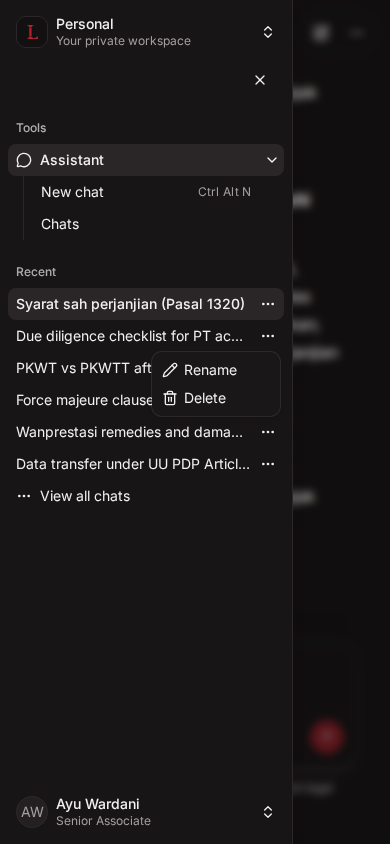 L
Personal
Your private workspace
Tools
Assistant
New chat Ctrl Alt N
Chats
Recent
Syarat sah perjanjian (Pasal 1320)
Due diligence checklist for PT ac...
PKWT vs PKWTT aft
Rename
Force majeure clause
Delete
Wanprestasi remedies and dama...
Data transfer under UU PDP Articl...
View all chats
AW
Ayu Wardani
Senior Associate